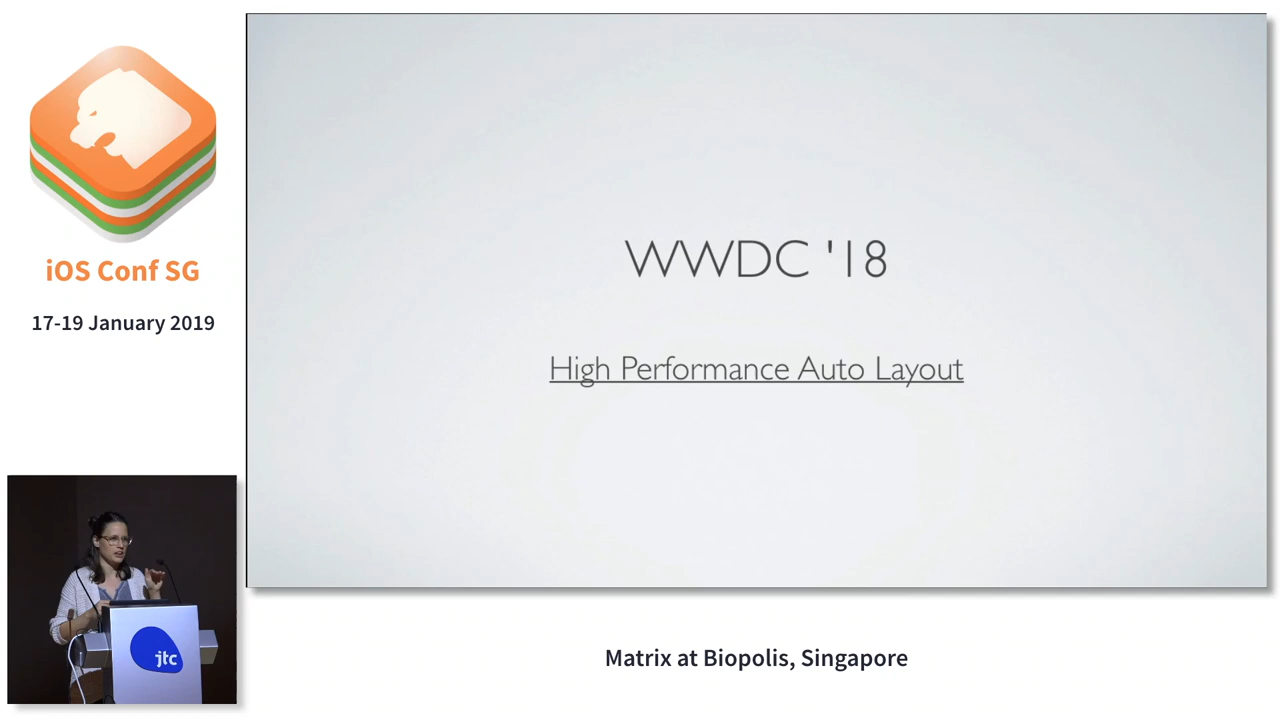 iOS Conf SG
17-19 January 2019
WWDC '18
High Performance Auto Layout
jtc
Matrix at Biopolis, Singapore